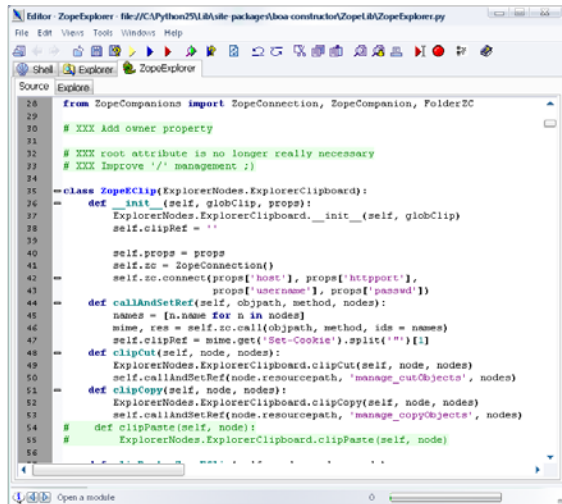 Editor - ZopeExplorer - file://C:\Python25\Lib\site-packages\boa-constructor\ZopeLib\ZopeExplorer.py
File Edit Views Tools Windows Help
Shell Explorer ZopeExplorer
Source Explore
28 from ZopeCompanions import ZopeConnection, ZopeCompanion, FolderZC
29
30 # XXX Add owner property
31
32 # XXX root attribute is no longer really necessary
33 # XXX Improve '/' management ;)
34
35 class ZopeEClip(ExplorerNodes.ExplorerClipboard):
36 def __init__(self, globClip, props):
37 ExplorerNodes.ExplorerClipboard.__init__(self, globClip)
38 self.clipRef = ''
39
40 self.props = props
41 self.zc = ZopeConnection()
42 self.zc.connect(props['host'], props['httpport'],
43 props['username'], props['passwd'])
44 def callAndSetRef(self, objpath, method, nodes):
45 names = [n.name for n in nodes]
46 mime, res = self.zc.call(objpath, method, ids = names)
47 self.clipRef = mime.get('Set-Cookie').split('"')[1]
48 def clipCut(self, node, nodes):
49 ExplorerNodes.ExplorerClipboard.clipCut(self, node, nodes)
50 self.callAndSetRef(node.resourcepath, 'manage_cutObjects', nodes)
51 def clipCopy(self, node, nodes):
52 ExplorerNodes.ExplorerClipboard.clipCopy(self, node, nodes)
53 self.callAndSetRef(node.resourcepath, 'manage_copyObjects', nodes)
54 # def clipPaste(self, node):
55 # ExplorerNodes.ExplorerClipboard.clipPaste(self, node)
56
Open a module 0